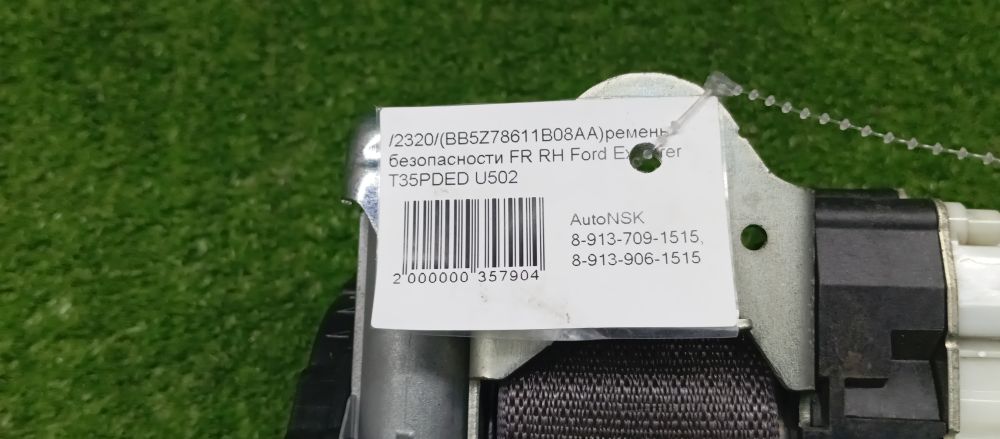 /2320/(BB5Z78611B08AA)ремень
безопасности FR RH Ford
T35PDED U502
AutoNSK
8-913-709-1515,
8-913-906-1515
2 000000 357904